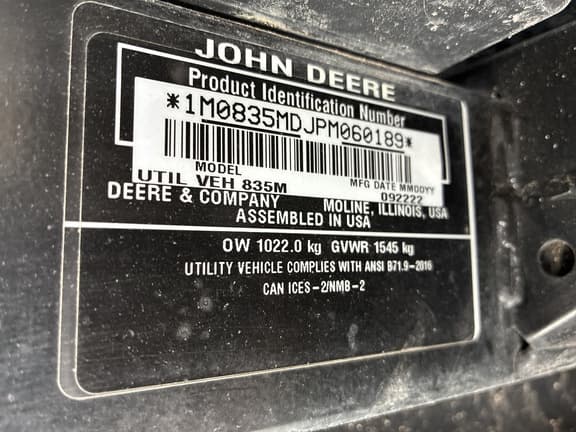 JOHN DEERE
Product Identification Number
*1M0835MDJPM060189*
MODEL
UTIL VEH 835M
MFG DATE MMDDYY
092222
DEERE & COMPANY
MOLINE, ILLINOIS, USA
ASSEMBLED IN USA
OW 1022.0 kg GVWR 1545 kg
UTILITY VEHICLE COMPLIES WITH ANSI B71.9-2016
CAN ICES-2/NMB-2